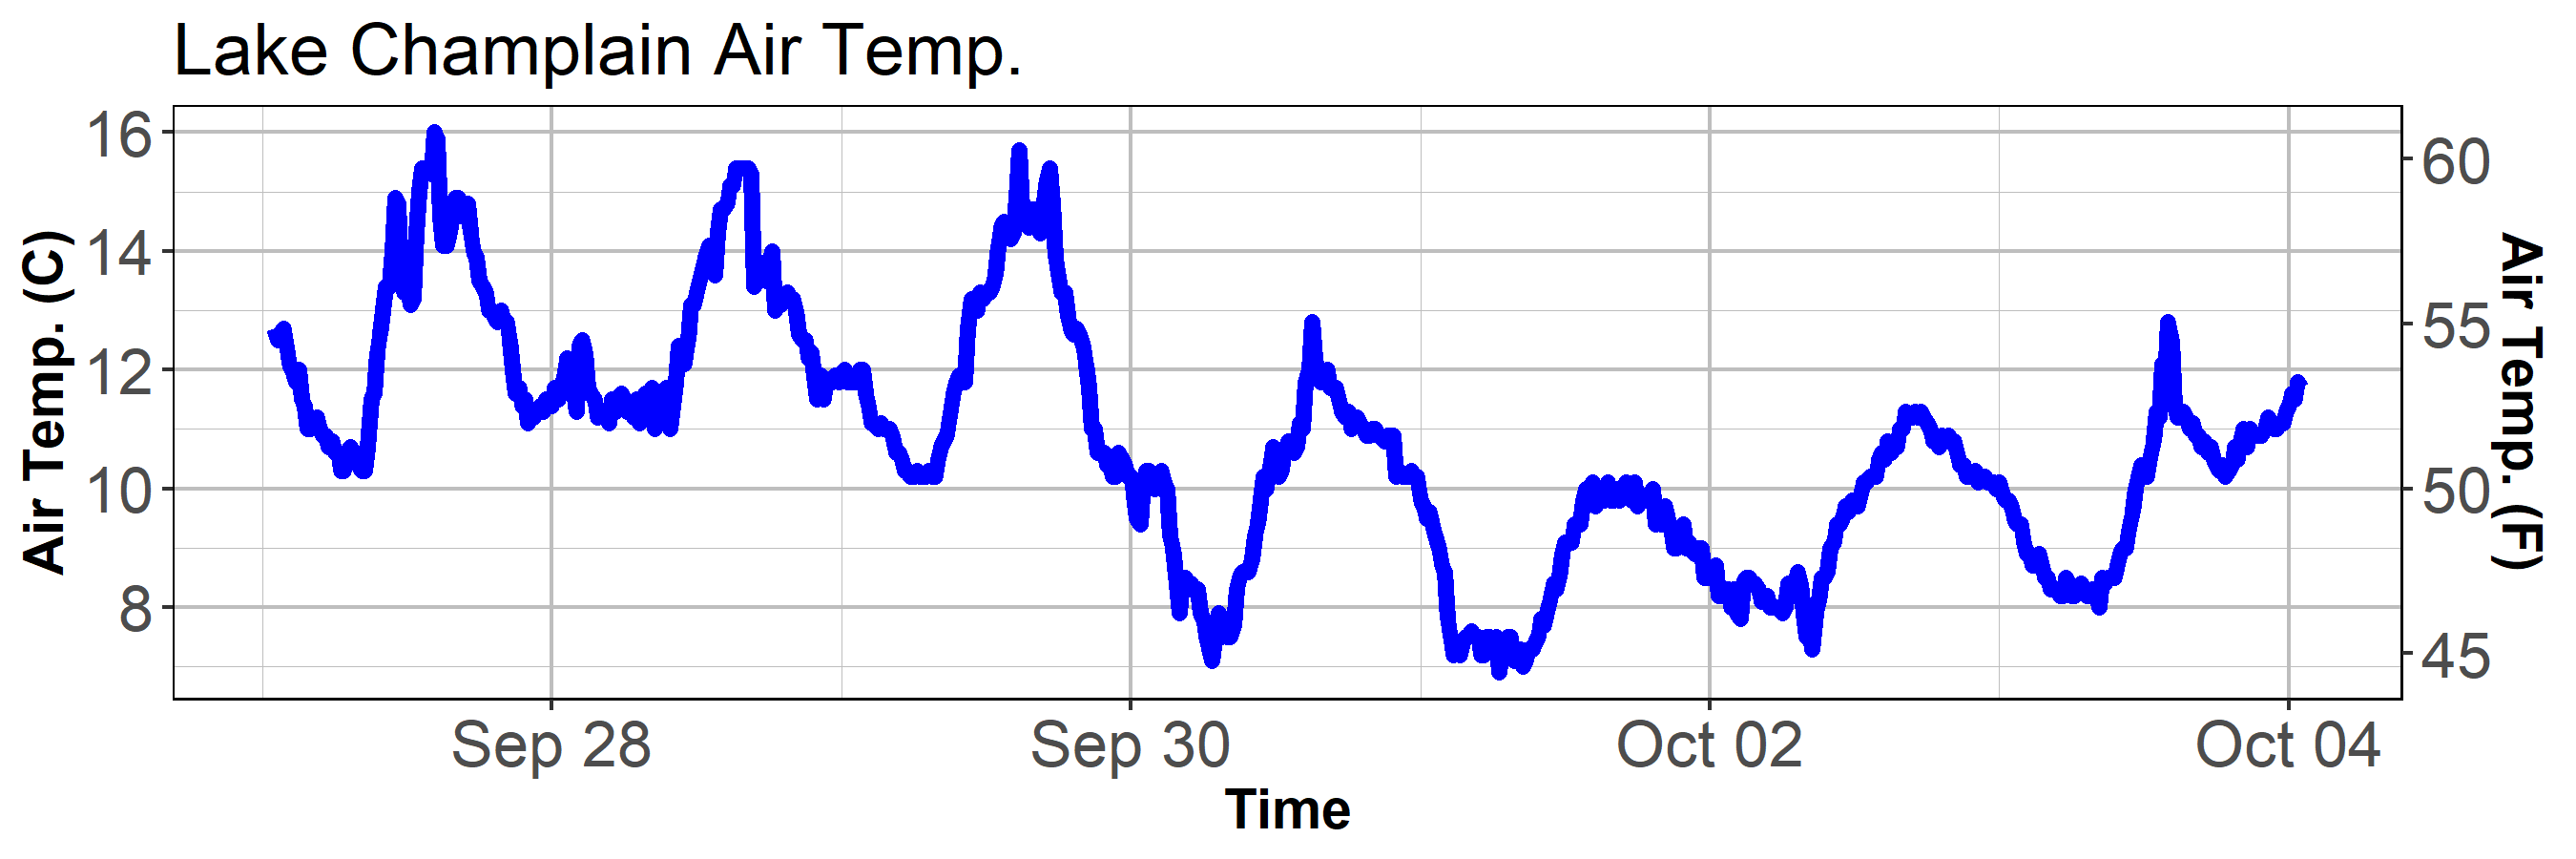 Lake Champlain Air Temp.
Air Temp. (C)
16
14
12
10
8
60
55
50
45
Air Temp. (F)
Sep 28 Sep 30 Oct 02 Oct 04
Time